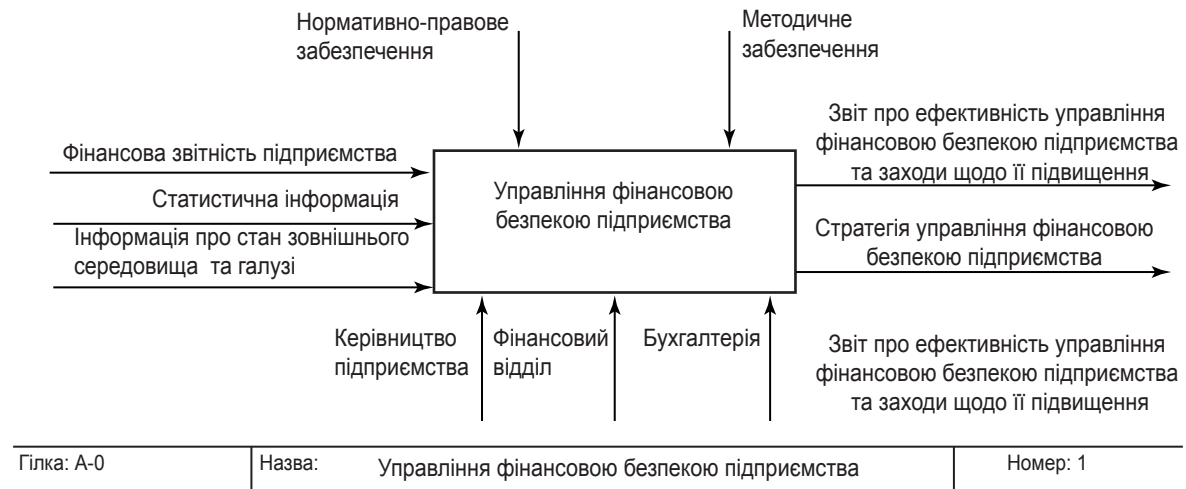 Нормативно-правове
забезпечення
Методичне
забезпечення
Фінансова звітність підприємства
Статистична інформація
Інформація про стан зовнішнього
середовища та галузі
Управління фінансовою
безпекою підприємства
Звіт про ефективність управління
фінансовою безпекою підприємства
та заходи щодо її підвищення
Стратегія управління фінансовою
безпекою підприємства
Керівництво
підприємства
Фінансовий
відділ
Бухгалтерія
Звіт про ефективність управління
фінансовою безпекою підприємства
та заходи щодо її підвищення
Гілка: А-0
Назва:
Управління фінансовою безпекою підприємства
Номер: 1